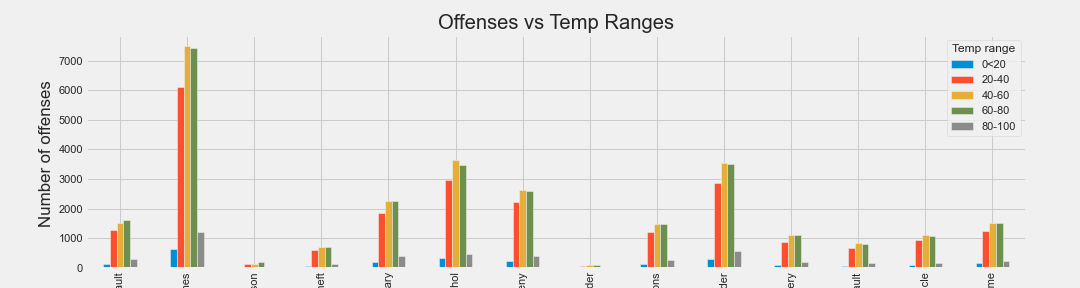 Offenses vs Temp Ranges
Number of offenses
7000
6000
5000
4000
3000
2000
1000
0
Temp range
0<20
20-40
40-60
60-80
80-100
ault
nes
son
heft
ary
hol
eny
der
ons
der
ery
ault
cle
me